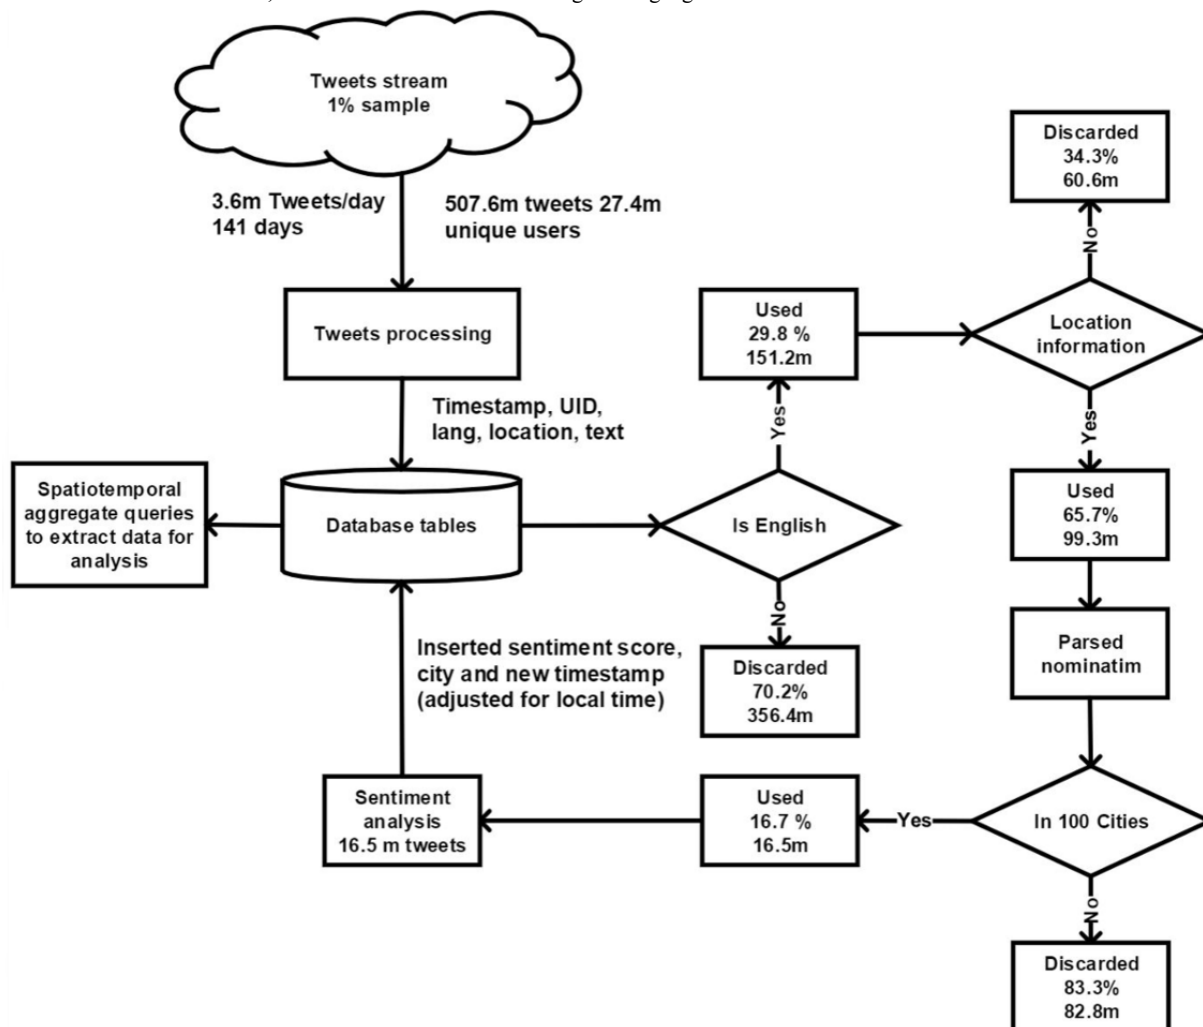 Tweets stream
1% sample
3.6m Tweets/day
141 days
507.6m tweets 27.4m
unique users
Tweets processing
Timestamp, UID,
lang, location, text
Database tables
Spatiotemporal
aggregate queries
to extract data for
analysis
Is English
Yes
Used
29.8 %
151.2m
No
Discarded
70.2%
356.4m
Location
information
No
Discarded
34.3%
60.6m
Yes
Used
65.7%
99.3m
Parsed
nominatim
In 100 Cities
No
Discarded
83.3%
82.8m
Yes
Used
16.7 %
16.5m
Sentiment
analysis
16.5 m tweets
Inserted sentiment score,
city and new timestamp
(adjusted for local time)